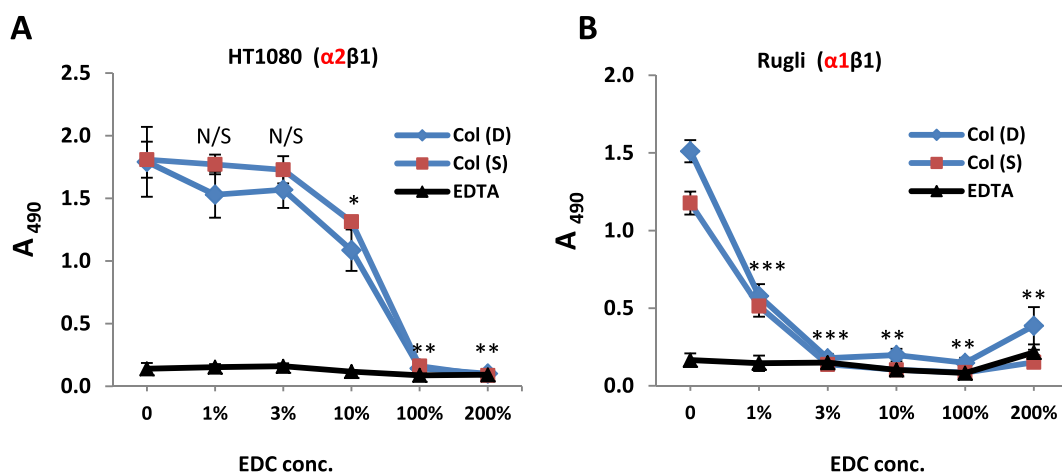 A
HT1080 (α2β1)
2.5
2.0
1.5
1.0
0.5
0.0
A490
N/S
N/S
*
**
**
Col (D)
Col (S)
EDTA
0
1%
3%
10%
100%
200%
EDC conc.
B
Rugli (α1β1)
2.0
1.5
1.0
0.5
0.0
A490
***
***
**
**
**
Col (D)
Col (S)
EDTA
0
1%
3%
10%
100%
200%
EDC conc.